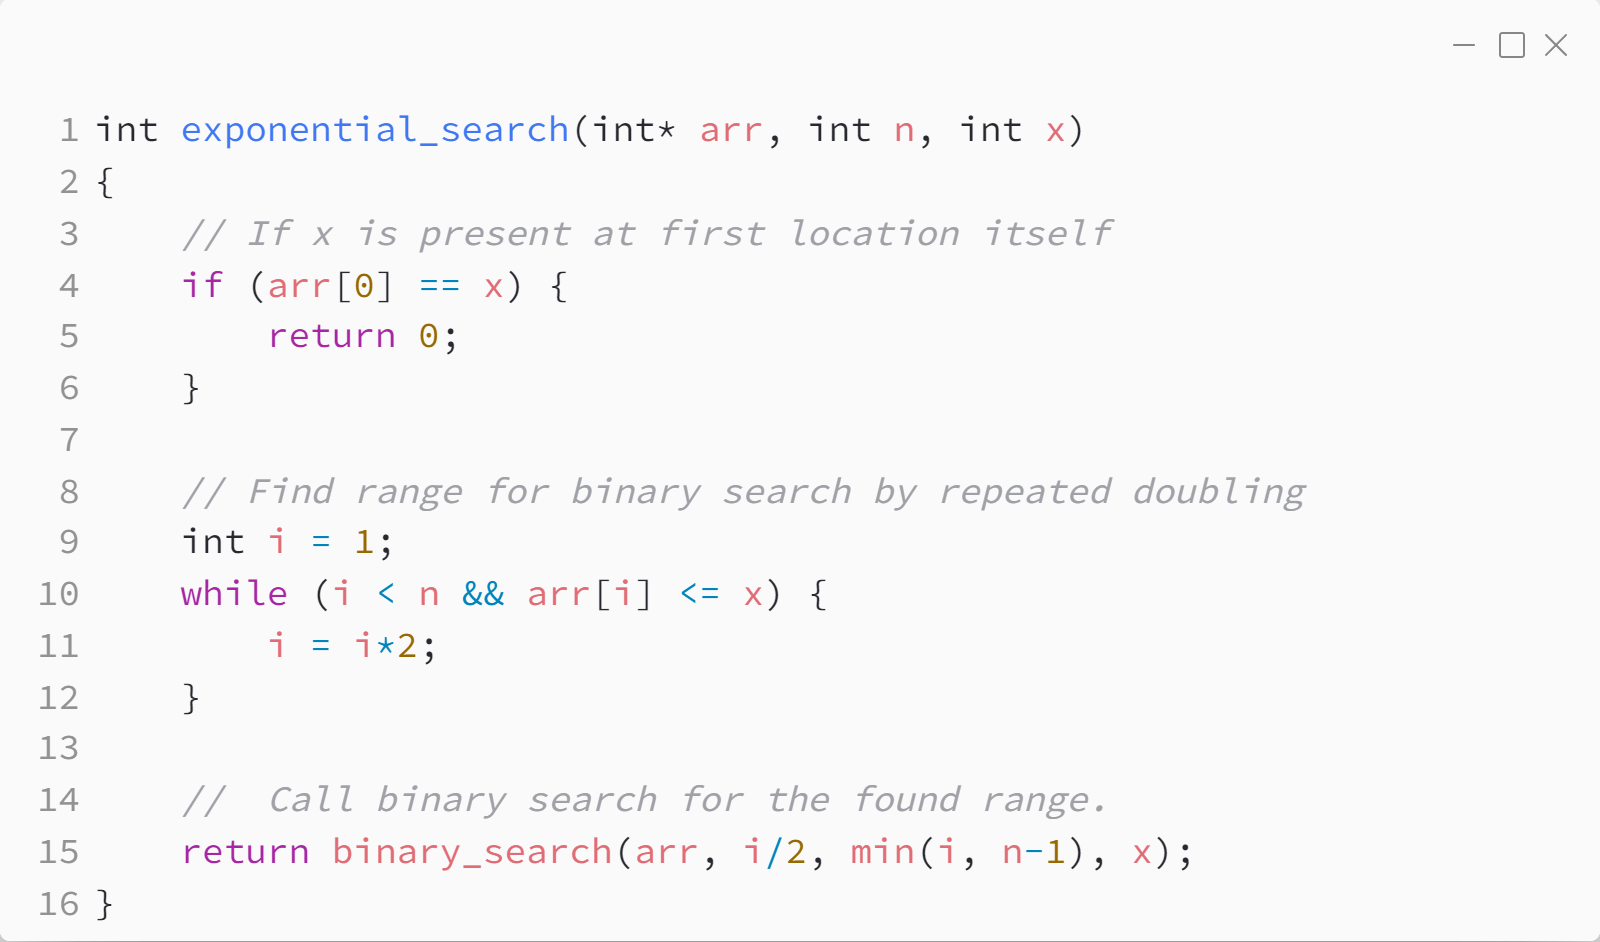 1 int exponential_search(int* arr, int n, int x)
2 {
3     // If x is present at first location itself
4     if (arr[0] == x) {
5         return 0;
6     }
7
8     // Find range for binary search by repeated doubling
9     int i = 1;
10     while (i < n && arr[i] <= x) {
11         i = i*2;
12     }
13
14     //  Call binary search for the found range.
15     return binary_search(arr, i/2, min(i, n-1), x);
16 }